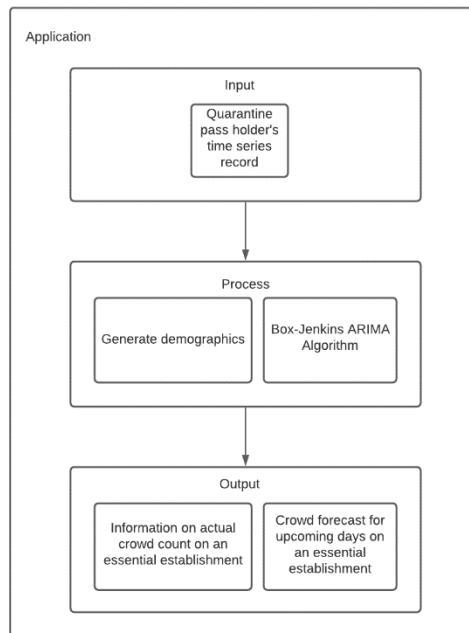 Application
Input
Quarantine
pass holder's
time series
record
Process
Generate demographics
Box-Jenkins ARIMA
Algorithm
Output
Information on actual
crowd count on an
essential establishment
Crowd forecast for
upcoming days on
an essential
establishment